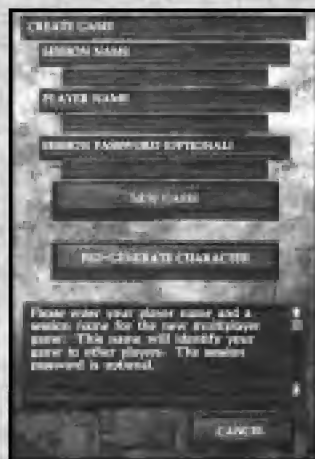 CREATE GAME
SESSION NAME
PLAYER NAME
SESSION PASSWORD (OPTIONAL)
NEW GAME
PRE-GENERATE CHARACTER
Please enter your player name and a
session name for the new multiplayer
game. This name will identify your
game to other players. The session
password is optional.
CANCEL